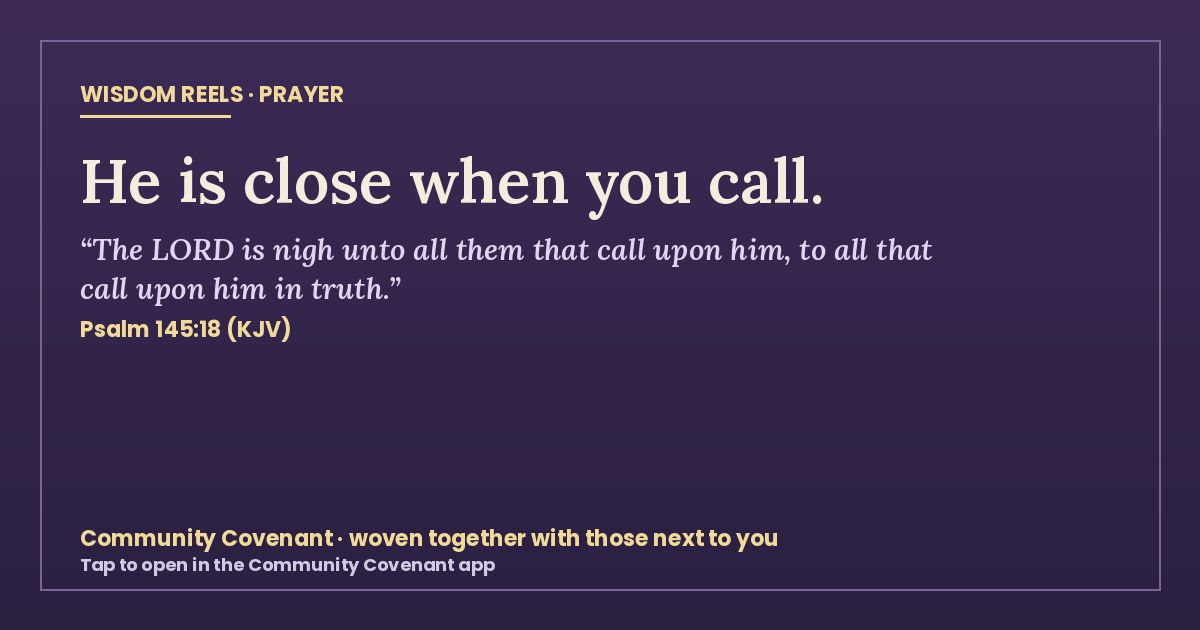 WISDOM REELS · PRAYER
He is close when you call.
“The LORD is nigh unto all them that call upon him, to all that
call upon him in truth.”
Psalm 145:18 (KJV)
Community Covenant · woven together with those next to you
Tap to open in the Community Covenant app